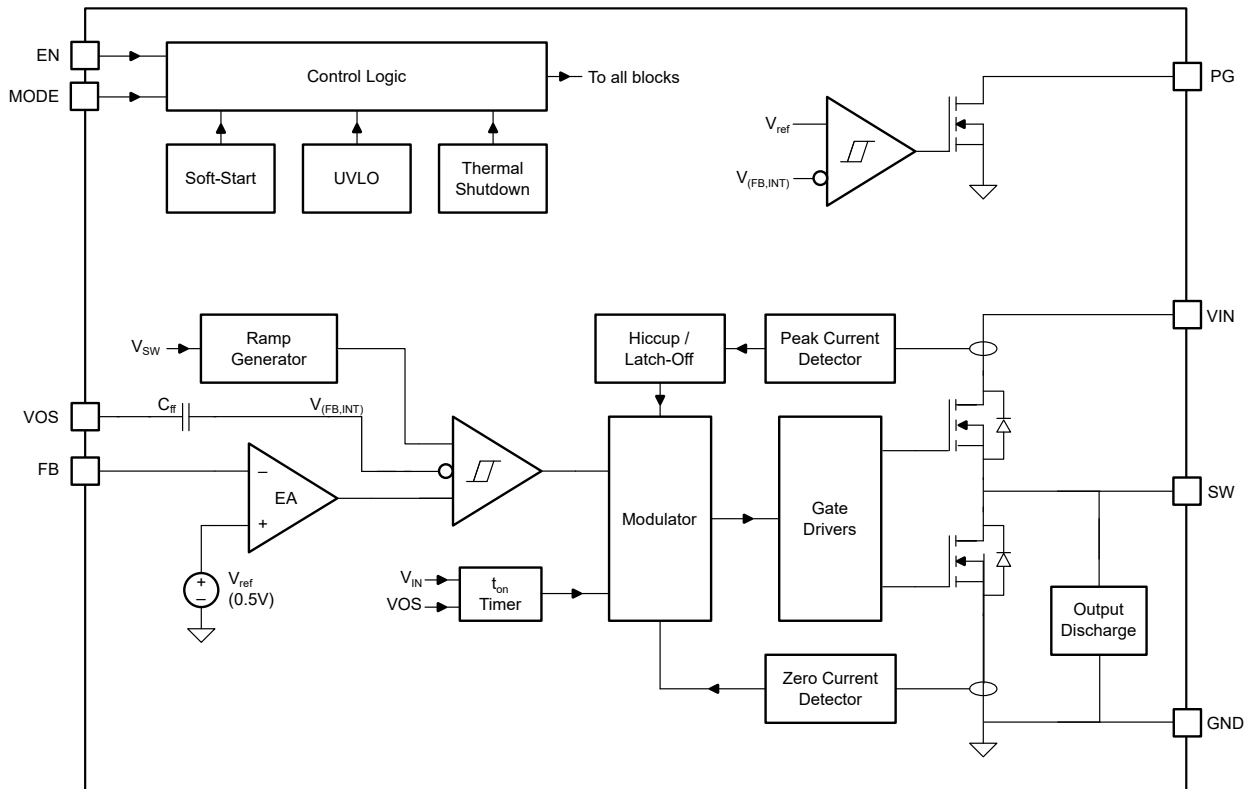 EN
MODE
Control Logic
To all blocks
PG
Soft-Start
UVLO
Thermal
Shutdown
Vref
V(FB,INT)
VSW
Ramp
Generator
Hiccup /
Latch-Off
Peak Current
Detector
VIN
VOS
Cff
V(FB,INT)
FB
−
EA
+
+
−
Vref
(0.5V)
Modulator
Gate
Drivers
SW
VIN
VOS
ton
Timer
Output
Discharge
Zero Current
Detector
GND